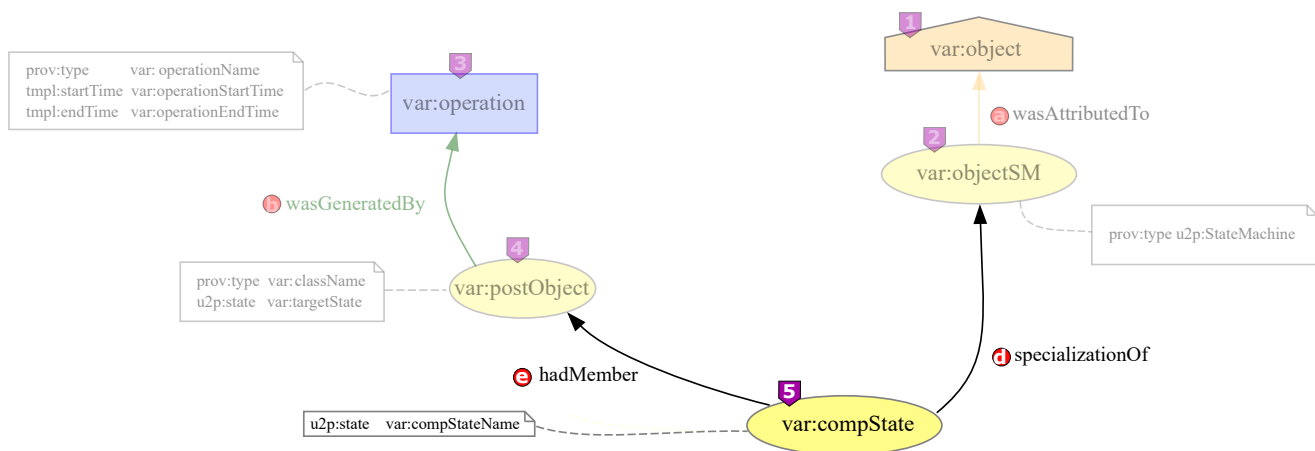 1
var:object
3
prov:type var: operationName
tmpl:startTime var:operationStartTime
tmpl:endTime var:operationEndTime
var:operation
a wasAttributedTo
2
var:objectSM
b wasGeneratedBy
prov:type u2p:StateMachine
4
prov:type var:className
u2p:state var:targetState
var:postObject
d specializationOf
e hadMember
5
u2p:state var:compStateName
var:compState